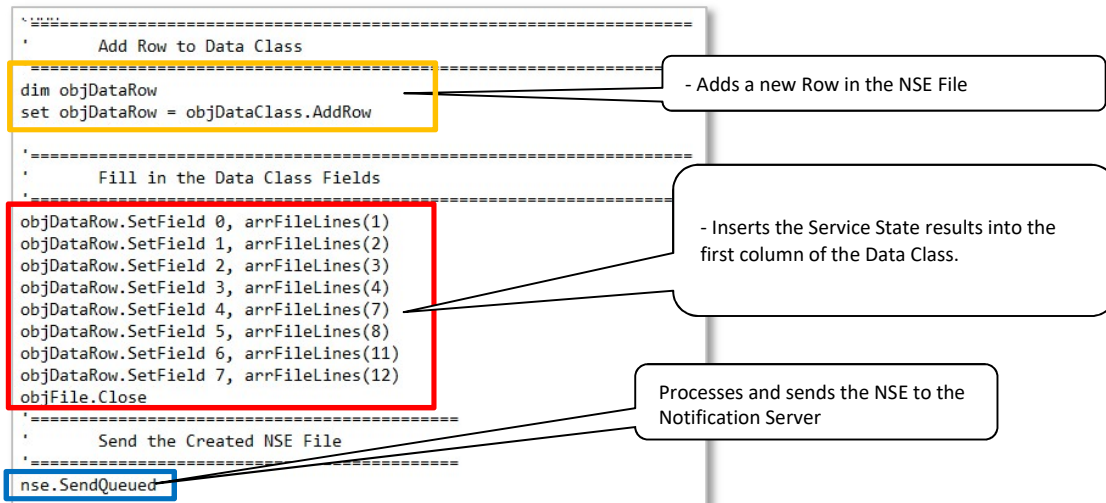 '====================================================================
'       Add Row to Data Class
'====================================================================
dim objDataRow
set objDataRow = objDataClass.AddRow
'====================================================================
'       Fill in the Data Class Fields
'====================================================================
objDataRow.SetField 0, arrFileLines(1)
objDataRow.SetField 1, arrFileLines(2)
objDataRow.SetField 2, arrFileLines(3)
objDataRow.SetField 3, arrFileLines(4)
objDataRow.SetField 4, arrFileLines(7)
objDataRow.SetField 5, arrFileLines(8)
objDataRow.SetField 6, arrFileLines(11)
objDataRow.SetField 7, arrFileLines(12)
objFile.Close
'============================================
'       Send the Created NSE File
'============================================
nse.SendQueued
- Adds a new Row in the NSE File
- Inserts the Service State results into the
first column of the Data Class.
Processes and sends the NSE to the
Notification Server